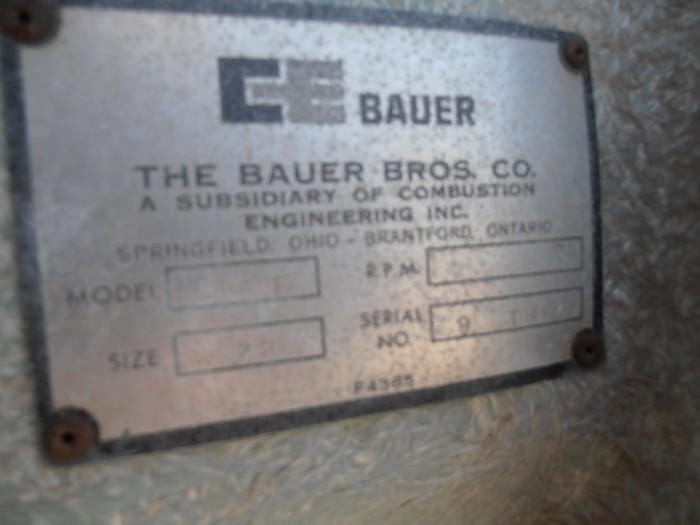 CE BAUER
THE BAUER BROS. CO.
A SUBSIDIARY OF COMBUSTION
ENGINEERING INC.
SPRINGFIELD, OHIO - BRANTFORD, ONTARIO
MODEL
R.P.M.
SIZE
SERIAL
NO.
F4365